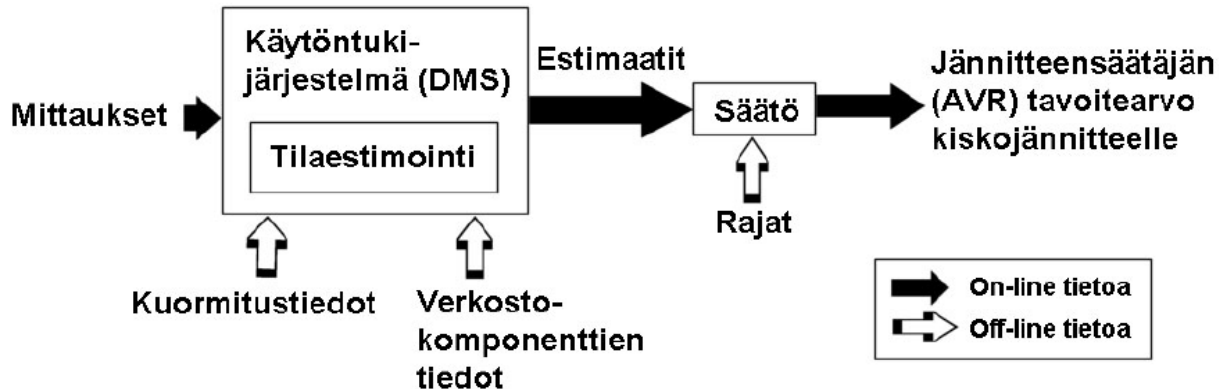 Käytöntuki-
järjestelmä (DMS)
Tilaestimointi
Mittaukset
Estimaatit
Säätö
Jännitteensäätäjän
(AVR) tavoitearvo
kiskojännitteelle
Rajat
Kuormitustiedot
Verkosto-
komponenttien
tiedot
On-line tietoa
Off-line tietoa